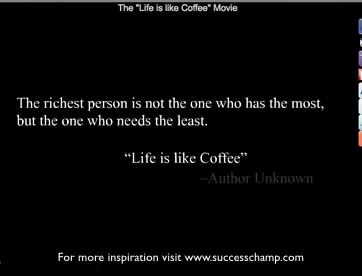 The "Life is like Coffee" Movie
The richest person is not the one who has the most,
but the one who needs the least.
“Life is like Coffee”
~Author Unknown
For more inspiration visit www.successchamp.com